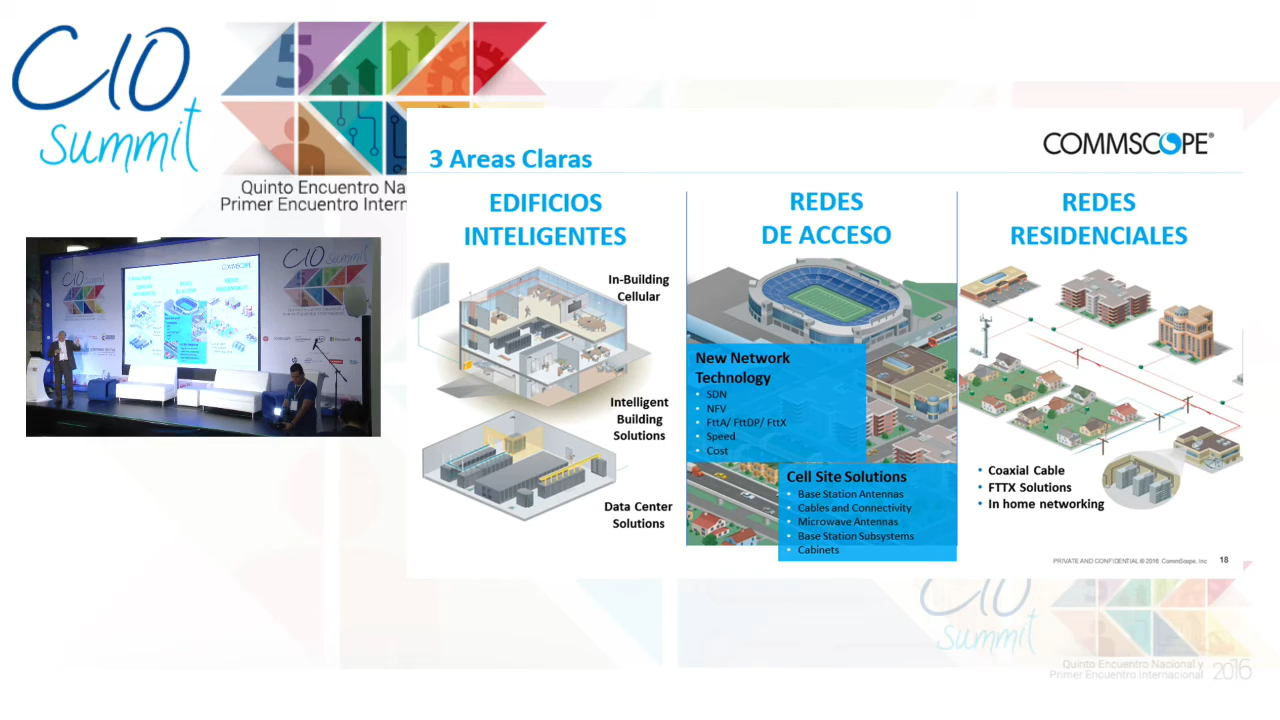 CIO
summit
5
Quinto Encuentro Na
Primer Encuentro Intern
COMMSCOPE®
3 Areas Claras
EDIFICIOS
INTELIGENTES
In-Building
Cellular
Intelligent
Building
Solutions
Data Center
Solutions
REDES
DE ACCESO
New Network
Technology
• SDN
• NFV
• FttA/ FttDP/ FttX
• Speed
• Cost
Cell Site Solutions
• Base Station Antennas
• Cables and Connectivity
• Microwave Antennas
• Base Station Subsystems
• Cabinets
REDES
RESIDENCIALES
• Coaxial Cable
• FTTX Solutions
• In home networking
PRIVATE AND CONFIDENTIAL © 2016 CommScope, Inc 18
CIO
summit
Quinto Encuentro Nacional y
Primer Encuentro Internacional 2016